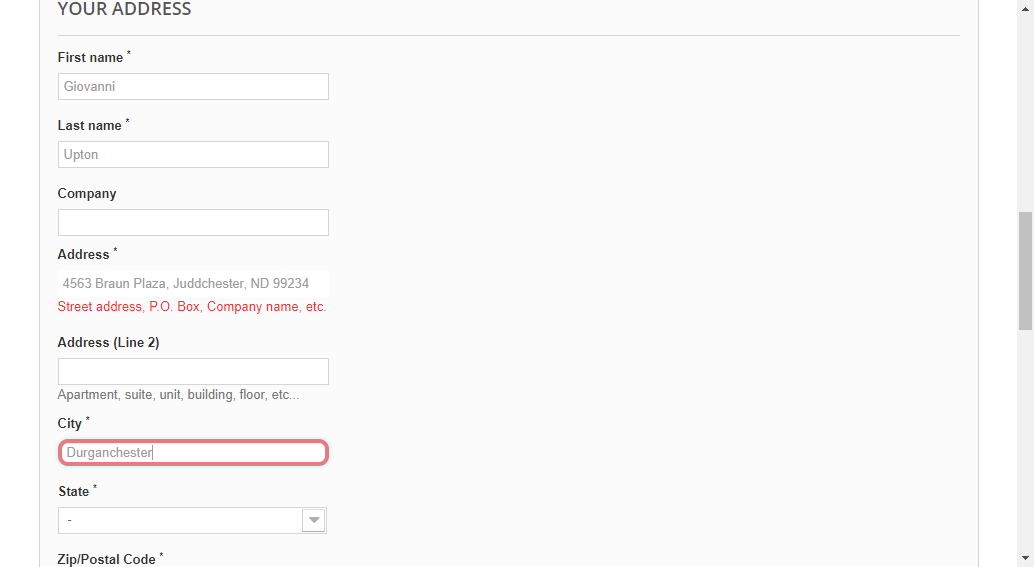 YOUR ADDRESS
First name *
Giovanni
Last name *
Upton
Company
Address *
4563 Braun Plaza, Juddchester, ND 99234
Street address, P.O. Box, Company name, etc.
Address (Line 2)
Apartment, suite, unit, building, floor, etc...
City *
Durganchester
State *
-
Zip/Postal Code *